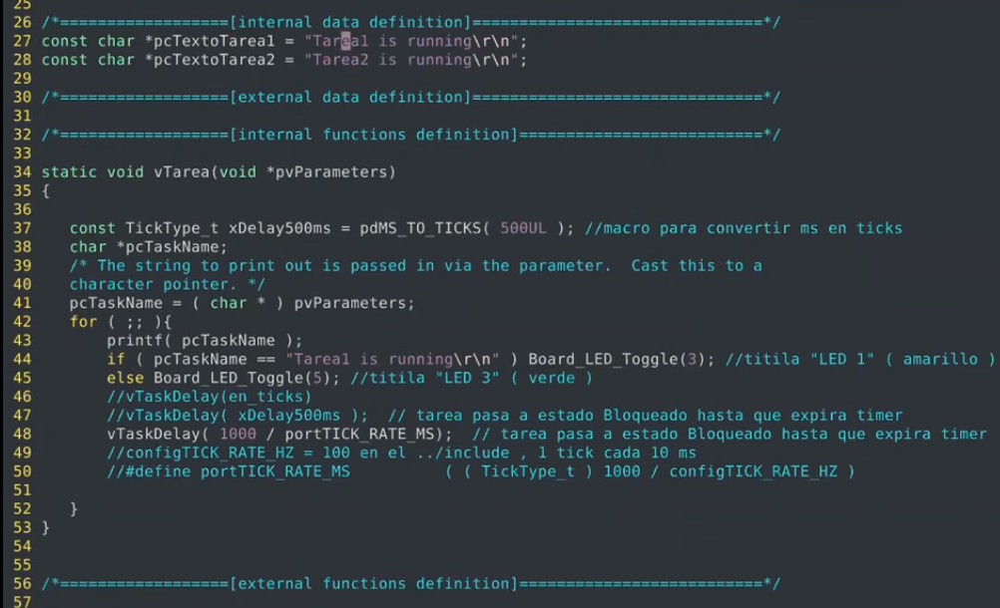 25
26 /*==================[internal data definition]===============================*/
27 const char *pcTextoTarea1 = "Tarea1 is running\r\n";
28 const char *pcTextoTarea2 = "Tarea2 is running\r\n";
29
30 /*==================[external data definition]===============================*/
31
32 /*==================[internal functions definition]==========================*/
33
34 static void vTarea(void *pvParameters)
35 {
36
37    const TickType_t xDelay500ms = pdMS_TO_TICKS( 500UL ); //macro para convertir ms en ticks
38    char *pcTaskName;
39    /* The string to print out is passed in via the parameter.  Cast this to a
40    character pointer. */
41    pcTaskName = ( char * ) pvParameters;
42    for ( ;; ){
43        printf( pcTaskName );
44        if ( pcTaskName == "Tarea1 is running\r\n" ) Board_LED_Toggle(3); //titila "LED 1" ( amarillo )
45        else Board_LED_Toggle(5); //titila "LED 3" ( verde )
46        //vTaskDelay(en_ticks)
47        //vTaskDelay( xDelay500ms );  // tarea pasa a estado Bloqueado hasta que expira timer
48        vTaskDelay( 1000 / portTICK_RATE_MS);  // tarea pasa a estado Bloqueado hasta que expira timer
49        //configTICK_RATE_HZ = 100 en el ../include , 1 tick cada 10 ms
50        //#define portTICK_RATE_MS          ( ( TickType_t ) 1000 / configTICK_RATE_HZ )
51
52    }
53 }
54
55
56 /*==================[external functions definition]==========================*/
57